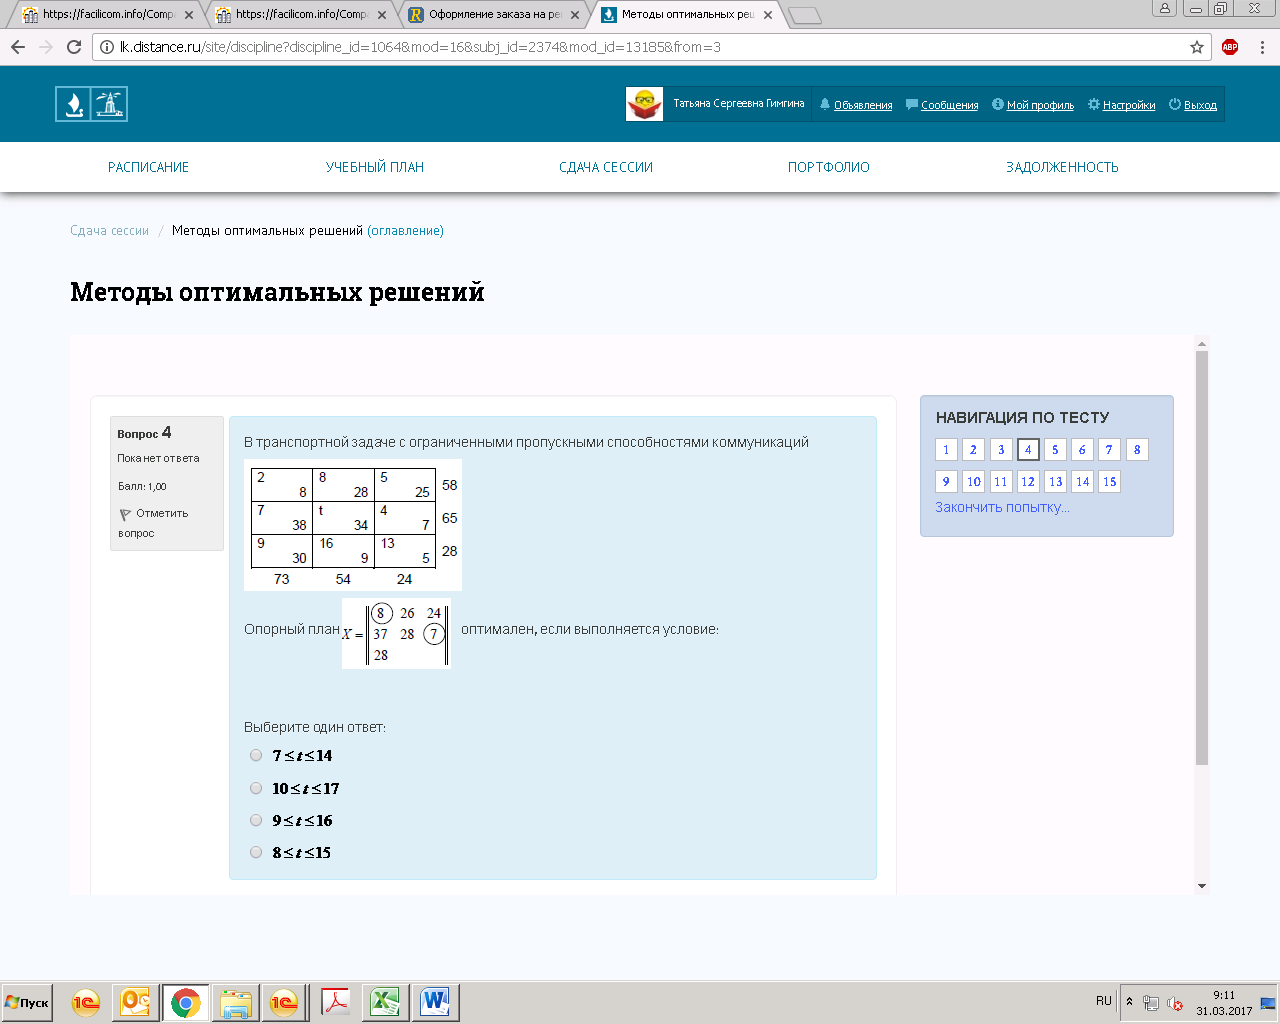 https://facilicom.info/Compa
https://facilicom.info/Compa
Оформление заказа на ре
Методы оптимальных реш
lk.distance.ru/site/discipline?discipline_id=1064&mod=16&subj_id=2374&mod_id=13185&from=3
ABP
Татьяна Сергеевна Гимгина
Объявления
Сообщения
Мой профиль
Настройки
Выход
РАСПИСАНИЕ
УЧЕБНЫЙ ПЛАН
СДАЧА СЕССИИ
ПОРТФОЛИО
ЗАДОЛЖЕННОСТЬ
Сдача сессии / Методы оптимальных решений (оглавление)
Методы оптимальных решений
Вопрос 4
Пока нет ответа
Балл: 1,00
Отметить
вопрос
В транспортной задаче с ограниченными пропускными способностями коммуникаций
2 8 5
8 28 25 58
7 t 4
38 34 7 65
9 16 13
30 9 5 28
73 54 24
8 26 24
Опорный план X = 37 28 7 оптимален, если выполняется условие:
28
Выберите один ответ:
7 ≤ t ≤ 14
10 ≤ t ≤ 17
9 ≤ t ≤ 16
8 ≤ t ≤ 15
НАВИГАЦИЯ ПО ТЕСТУ
1 2 3 4 5 6 7 8
9 10 11 12 13 14 15
Закончить попытку...
Пуск
RU
9:11
31.03.2017